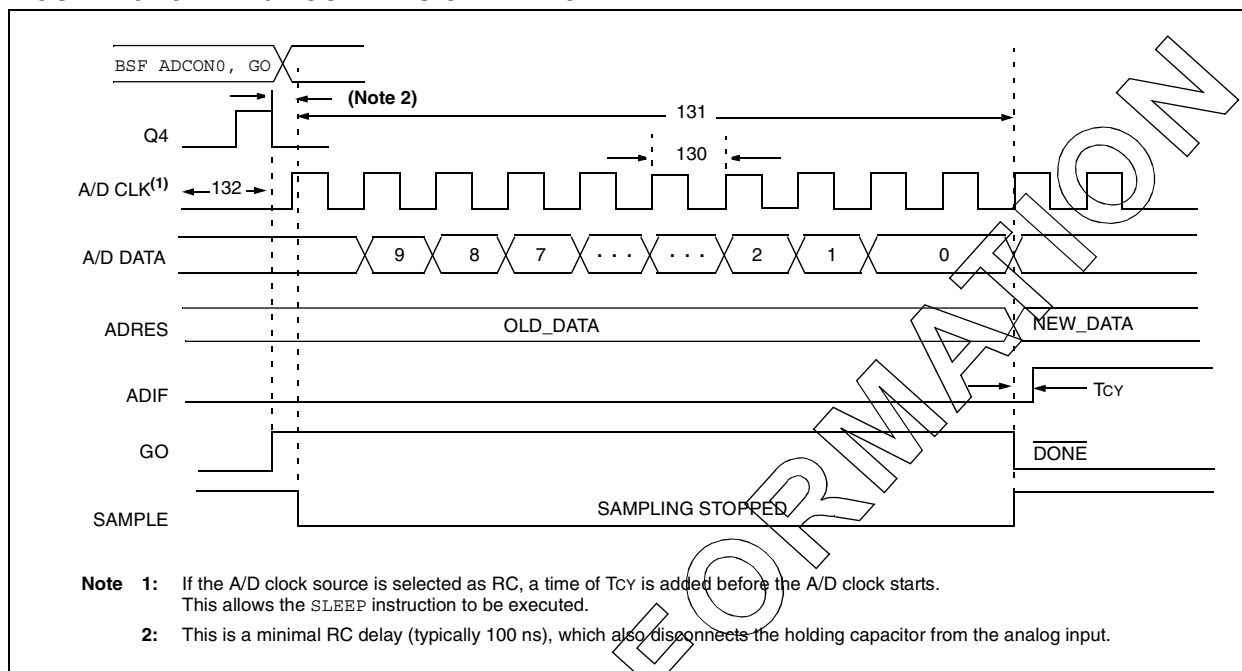 BSF ADCON0, GO
(Note 2)
131
Q4
130
A/D CLK(1)
132
A/D DATA
9 8 7 . . . . . . 2 1 0
ADRES
OLD_DATA
NEW_DATA
ADIF
TCY
GO
DONE
SAMPLE
SAMPLING STOPPED
Note 1: If the A/D clock source is selected as RC, a time of TCY is added before the A/D clock starts.
This allows the SLEEP instruction to be executed.
2: This is a minimal RC delay (typically 100 ns), which also disconnects the holding capacitor from the analog input.
FORMATION